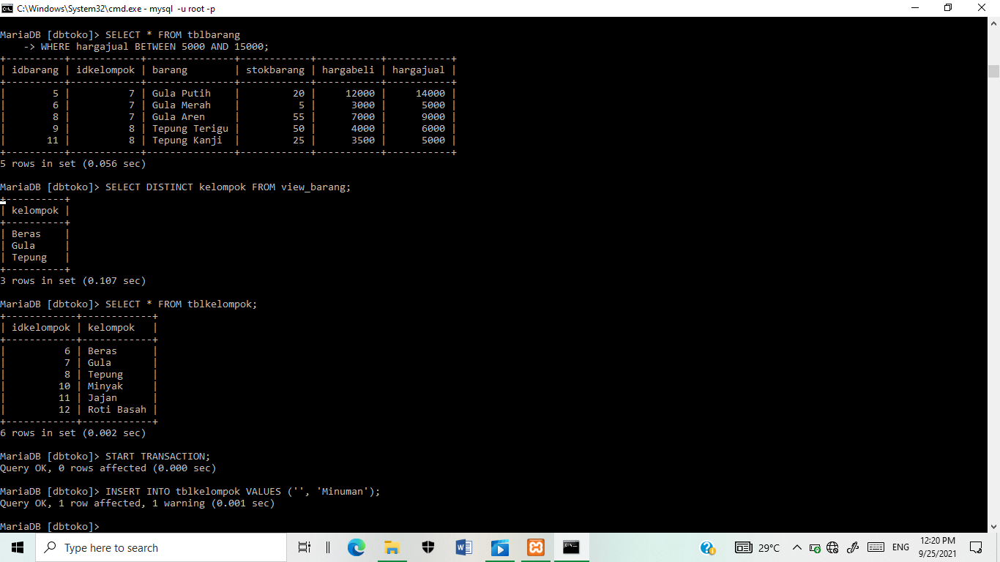 C:\Windows\System32\cmd.exe - mysql  -u root -p
MariaDB [dbtoko]> SELECT * FROM tblbarang
    -> WHERE hargajual BETWEEN 5000 AND 15000;
+----------+------------+---------------+------------+-----------+-----------+
| idbarang | idkelompok | barang        | stokbarang | hargabeli | hargajual |
+----------+------------+---------------+------------+-----------+-----------+
|        5 |          7 | Gula Putih    |         20 |     12000 |     14000 |
|        6 |          7 | Gula Merah    |          5 |      3000 |      5000 |
|        8 |          7 | Gula Aren     |         55 |      7000 |      9000 |
|        9 |          8 | Tepung Terigu |         50 |      4000 |      6000 |
|       11 |          8 | Tepung Kanji  |         25 |      3500 |      5000 |
+----------+------------+---------------+------------+-----------+-----------+
5 rows in set (0.056 sec)
MariaDB [dbtoko]> SELECT DISTINCT kelompok FROM view_barang;
+----------+
| kelompok |
+----------+
| Beras    |
| Gula     |
| Tepung   |
+----------+
3 rows in set (0.107 sec)
MariaDB [dbtoko]> SELECT * FROM tblkelompok;
+------------+------------+
| idkelompok | kelompok   |
+------------+------------+
|          6 | Beras      |
|          7 | Gula       |
|          8 | Tepung     |
|         10 | Minyak     |
|         11 | Jajan      |
|         12 | Roti Basah |
+------------+------------+
6 rows in set (0.002 sec)
MariaDB [dbtoko]> START TRANSACTION;
Query OK, 0 rows affected (0.000 sec)
MariaDB [dbtoko]> INSERT INTO tblkelompok VALUES ('', 'Minuman');
Query OK, 1 row affected, 1 warning (0.001 sec)
MariaDB [dbtoko]>
Type here to search
29°C
ENG
12:20 PM
9/25/2021